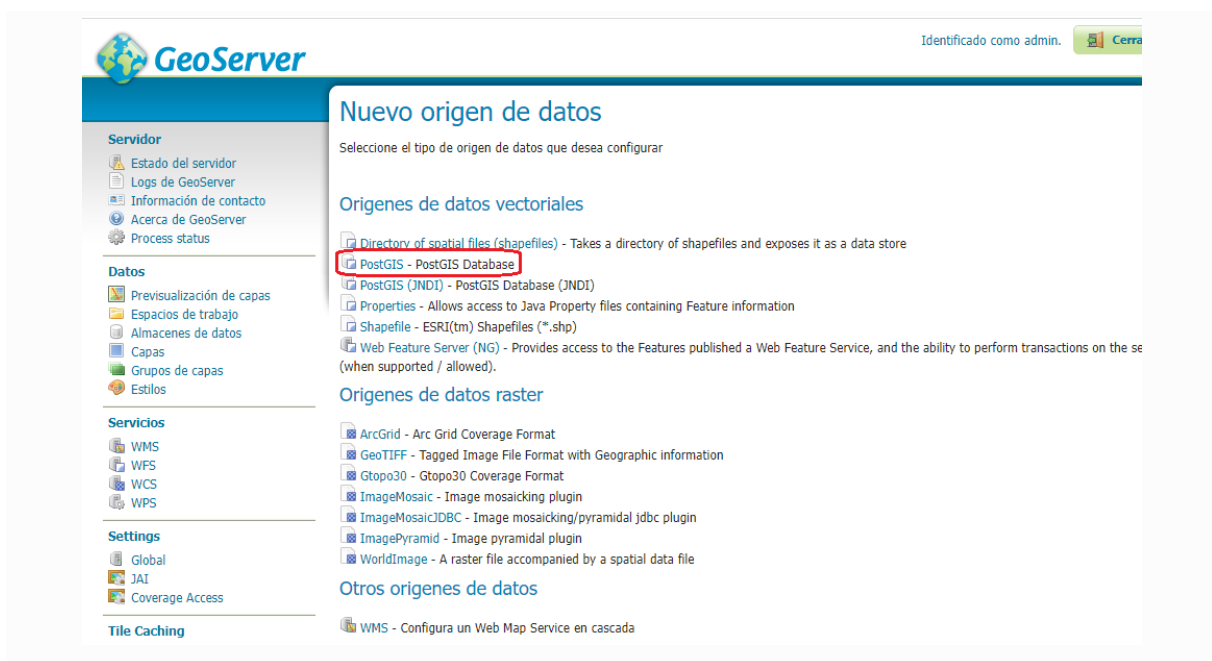 GeoServer
Identificado como admin.
Cerra
Servidor
Estado del servidor
Logs de GeoServer
Información de contacto
Acerca de GeoServer
Process status
Datos
Previsualización de capas
Espacios de trabajo
Almacenes de datos
Capas
Grupos de capas
Estilos
Servicios
WMS
WFS
WCS
WPS
Settings
Global
JAI
Coverage Access
Tile Caching
Nuevo origen de datos
Seleccione el tipo de origen de datos que desea configurar
Origenes de datos vectoriales
Directory of spatial files (shapefiles) - Takes a directory of shapefiles and exposes it as a data store
PostGIS - PostGIS Database
PostGIS (JNDI) - PostGIS Database (JNDI)
Properties - Allows access to Java Property files containing Feature information
Shapefile - ESRI(tm) Shapefiles (*.shp)
Web Feature Server (NG) - Provides access to the Features published a Web Feature Service, and the ability to perform transactions on the se
(when supported / allowed).
Origenes de datos raster
ArcGrid - Arc Grid Coverage Format
GeoTIFF - Tagged Image File Format with Geographic information
Gtopo30 - Gtopo30 Coverage Format
ImageMosaic - Image mosaicking plugin
ImageMosaicJDBC - Image mosaicking/pyramidal jdbc plugin
ImagePyramid - Image pyramidal plugin
WorldImage - A raster file accompanied by a spatial data file
Otros origenes de datos
WMS - Configura un Web Map Service en cascada